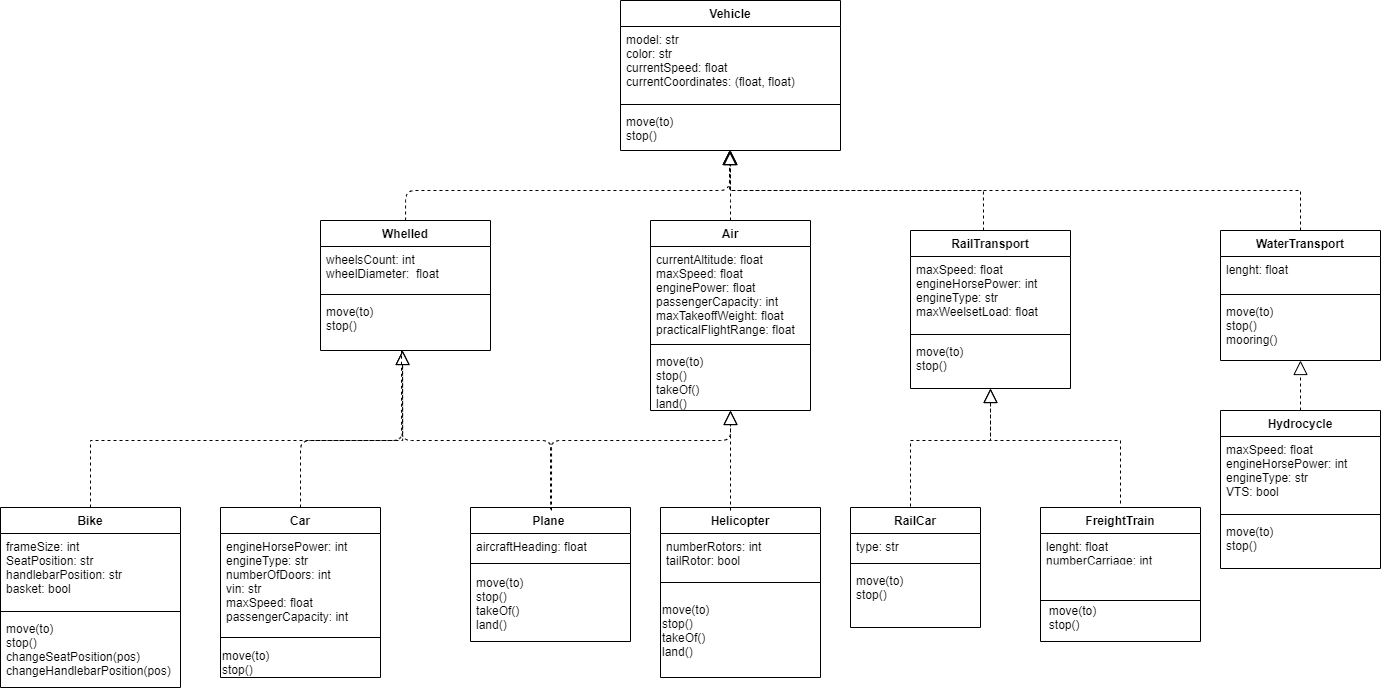 Vehicle
model: str
color: str
currentSpeed: float
currentCoordinates: (float, float)
move(to)
stop()
Whelled
wheelsCount: int
wheelDiameter:  float
move(to)
stop()
Air
currentAltitude: float
maxSpeed: float
enginePower: float
passengerCapacity: int
maxTakeoffWeight: float
practicalFlightRange: float
move(to)
stop()
takeOf()
land()
RailTransport
maxSpeed: float
engineHorsePower: int
engineType: str
maxWeelsetLoad: float
move(to)
stop()
WaterTransport
lenght: float
move(to)
stop()
mooring()
Hydrocycle
maxSpeed: float
engineHorsePower: int
engineType: str
VTS: bool
move(to)
stop()
Bike
frameSize: int
SeatPosition: str
handlebarPosition: str
basket: bool
move(to)
stop()
changeSeatPosition(pos)
changeHandlebarPosition(pos)
Car
engineHorsePower: int
engineType: str
numberOfDoors: int
vin: str
maxSpeed: float
passengerCapacity: int
move(to)
stop()
Plane
aircraftHeading: float
move(to)
stop()
takeOf()
land()
Helicopter
numberRotors: int
tailRotor: bool
move(to)
stop()
takeOf()
land()
RailCar
type: str
move(to)
stop()
FreightTrain
lenght: float
numberCarriage: int
move(to)
stop()